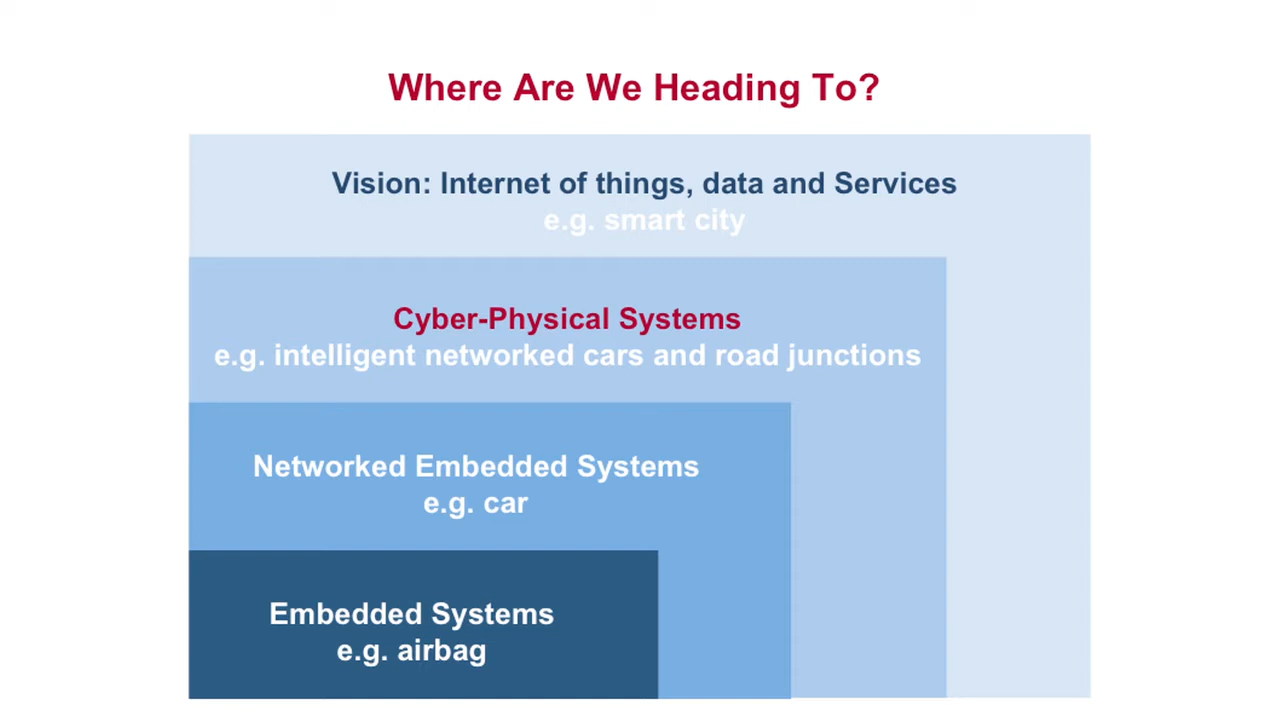 Where Are We Heading To?
Vision: Internet of things, data and Services
e.g. smart city
Cyber-Physical Systems
e.g. intelligent networked cars and road junctions
Networked Embedded Systems
e.g. car
Embedded Systems
e.g. airbag